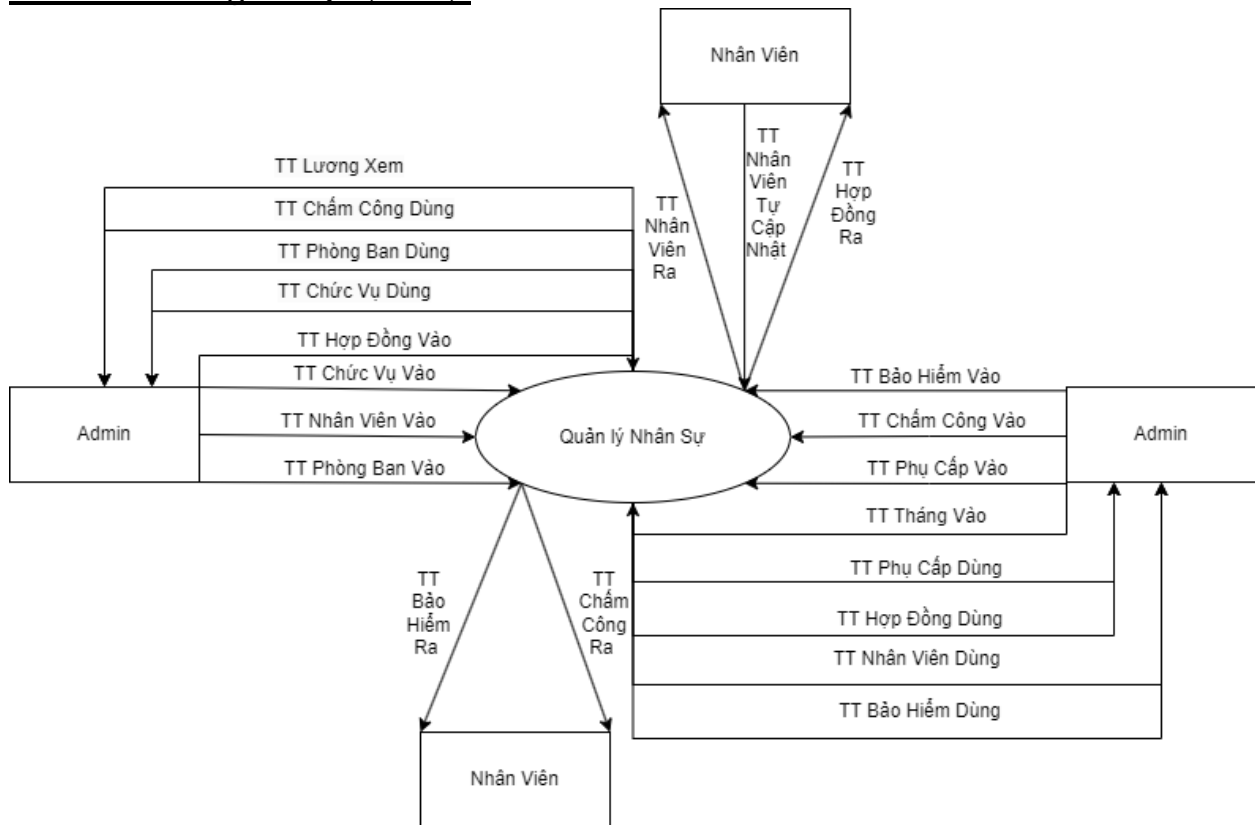 Nhân Viên
TT
Nhân
Viên
Ra
TT
Nhân
Viên
Tự
Cập
Nhật
TT
Hợp
Đồng
Ra
TT Lương Xem
TT Chấm Công Dùng
TT Phòng Ban Dùng
TT Chức Vụ Dùng
TT Hợp Đồng Vào
TT Chức Vụ Vào
TT Nhân Viên Vào
TT Phòng Ban Vào
Admin
Quản lý Nhân Sự
TT Bảo Hiểm Vào
TT Chấm Công Vào
TT Phụ Cấp Vào
TT Tháng Vào
Admin
TT Phụ Cấp Dùng
TT Hợp Đồng Dùng
TT Nhân Viên Dùng
TT Bảo Hiểm Dùng
TT
Bảo
Hiểm
Ra
TT
Chấm
Công
Ra
Nhân Viên